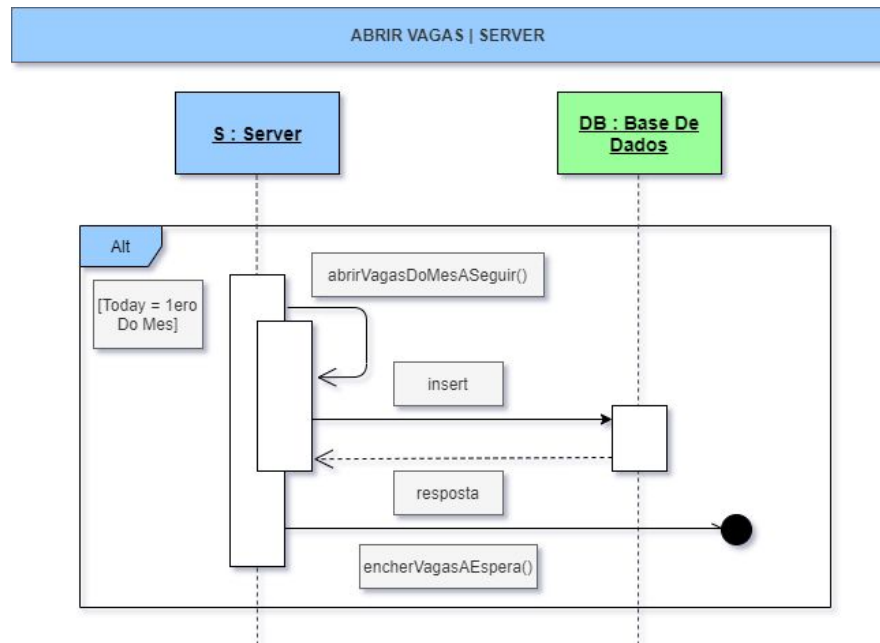 ABRIR VAGAS | SERVER
S : Server
DB : Base De
Dados
Alt
[Today = 1ero
Do Mes]
abrirVagasDoMesASeguir()
insert
resposta
encherVagasAEspera()